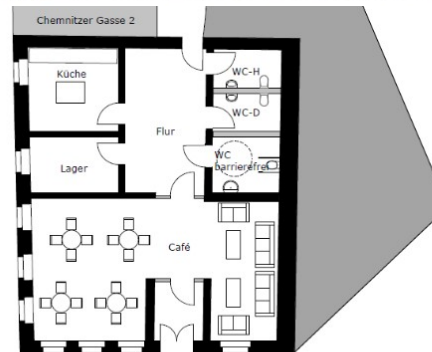 Chemnitzer Gasse 2
Küche
WC-H
WC-D
Flur
WC
barrierefrei
Lager
Café